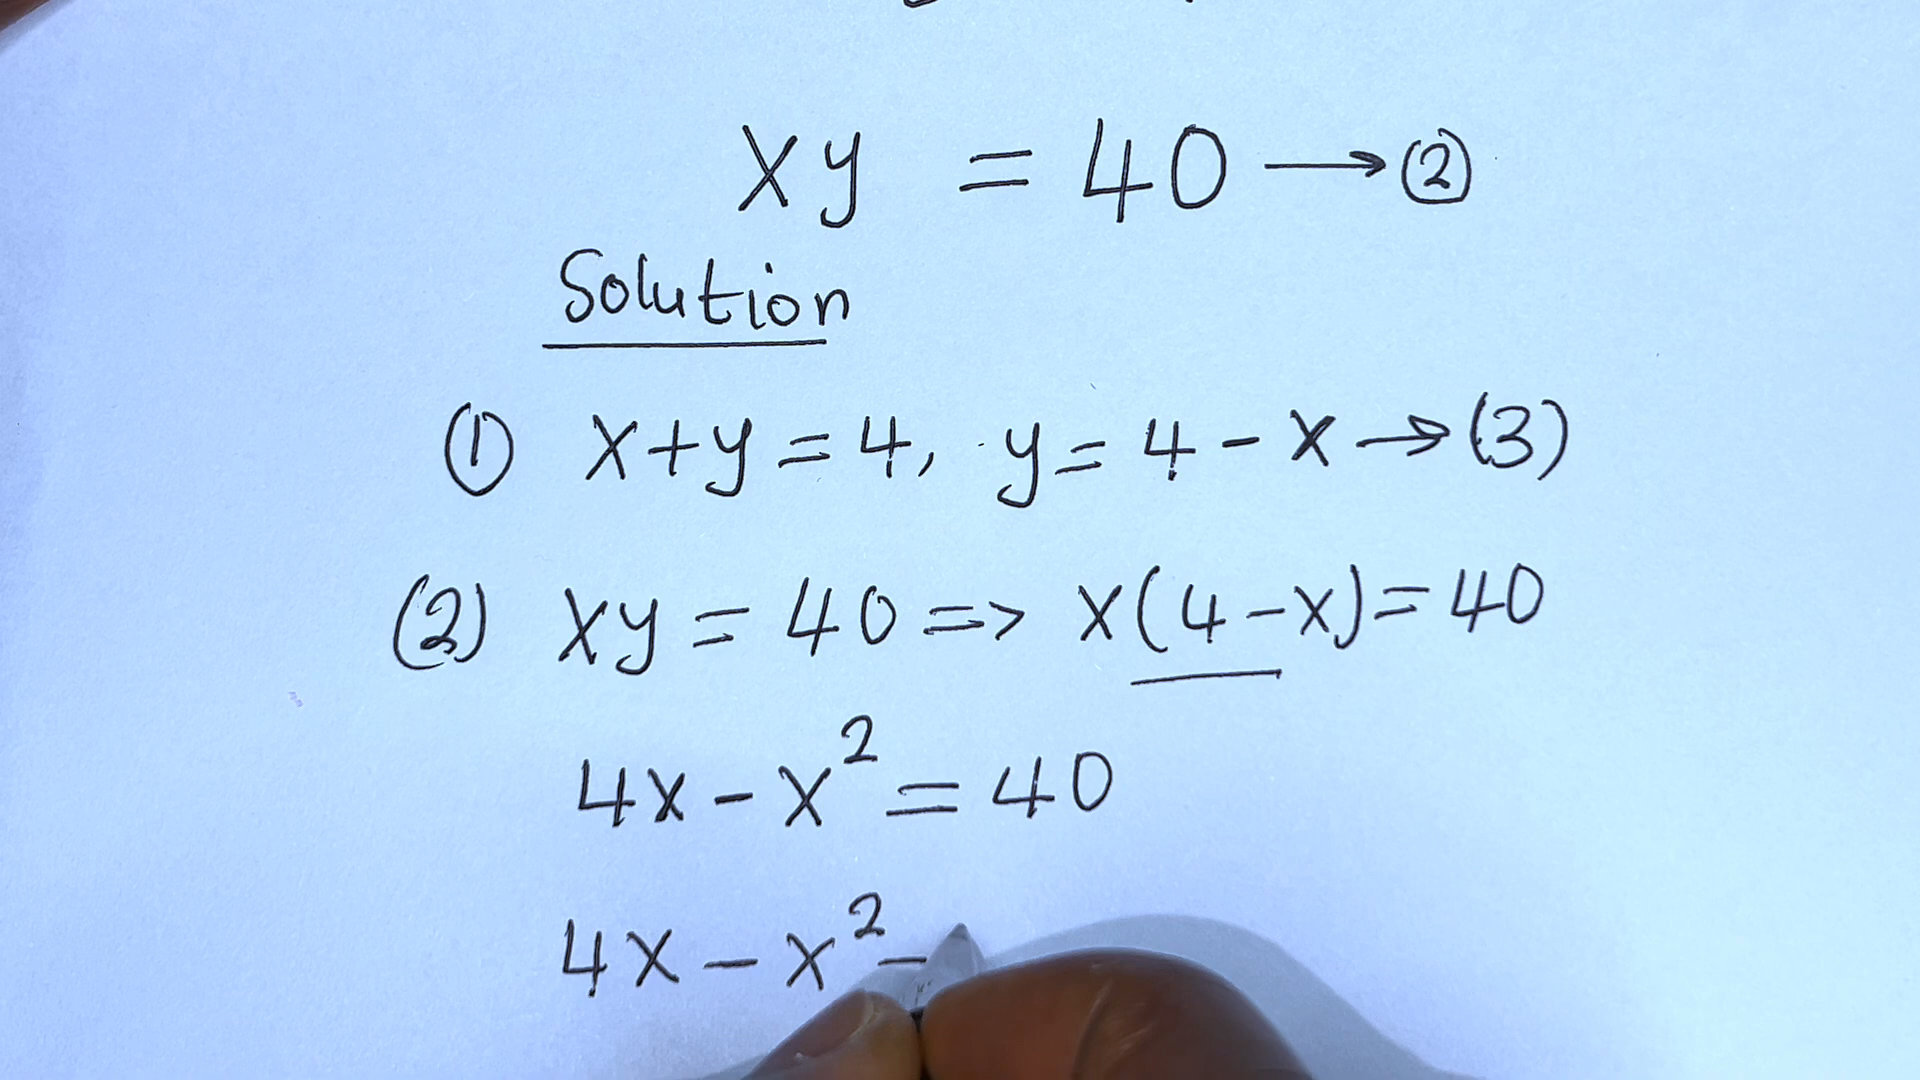 xy = 40 → ②
Solution
① x+y=4, y=4-x → (3)
(2) xy = 40 => x(4-x)=40
4x - x² = 40
4x - x² -